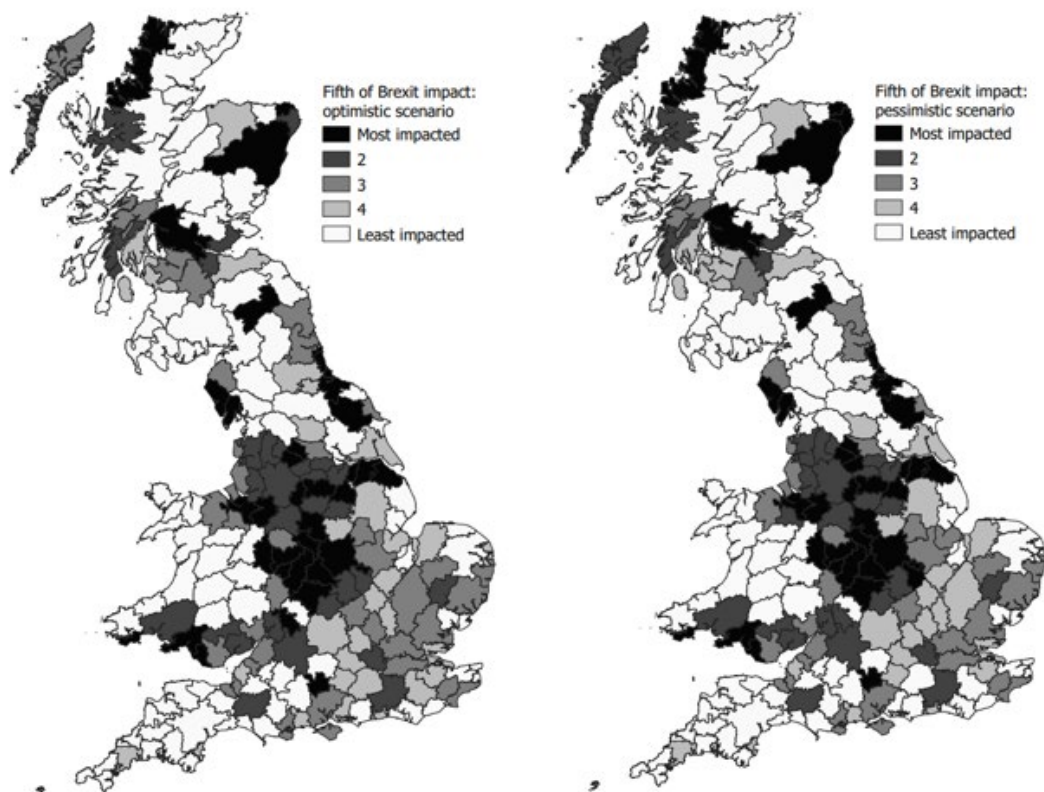 Fifth of Brexit impact:
optimistic scenario
Most impacted
2
3
4
Least impacted
Fifth of Brexit impact:
pessimistic scenario
Most impacted
2
3
4
Least impacted